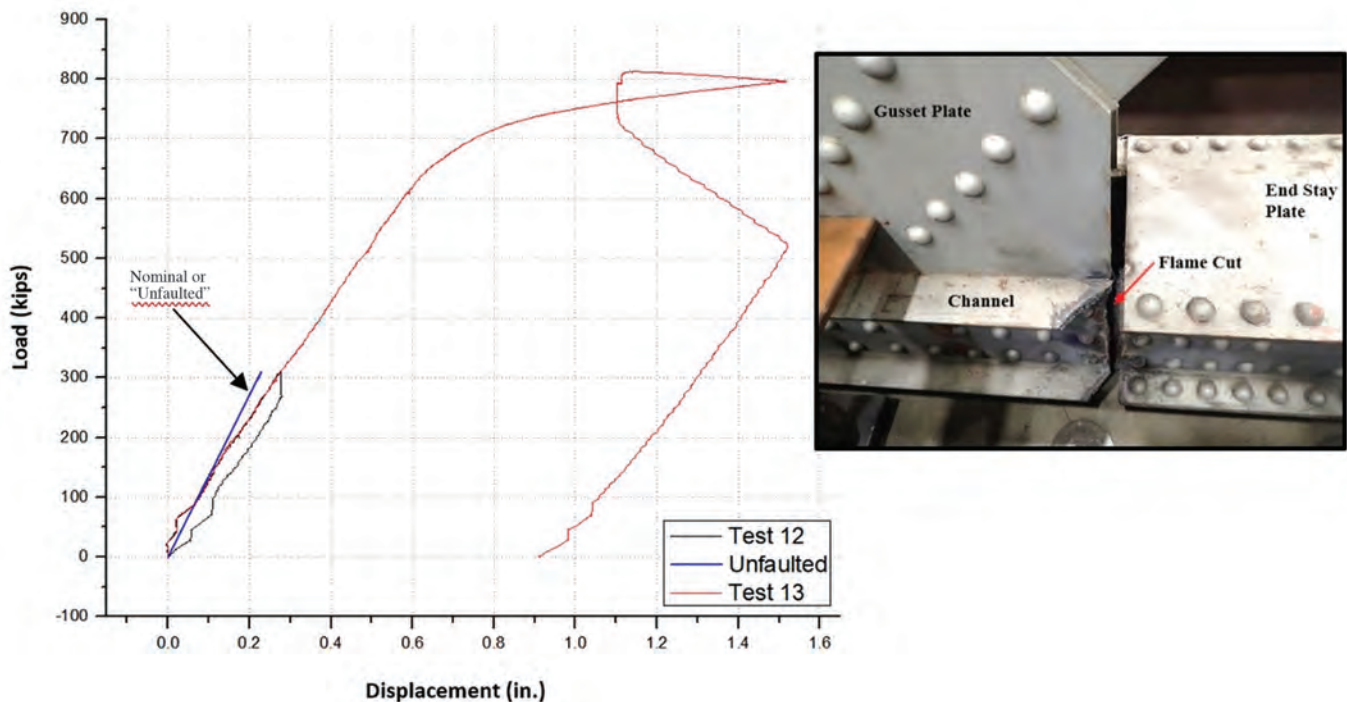 900
800
700
600
500
400
300
200
100
0
-100
Load (kips)
Nominal or
“Unfaulted”
Test 12
Unfaulted
Test 13
0.0 0.2 0.4 0.6 0.8 1.0 1.2 1.4 1.6
Displacement (in.)
Gusset Plate
End Stay
Plate
Flame Cut
Channel